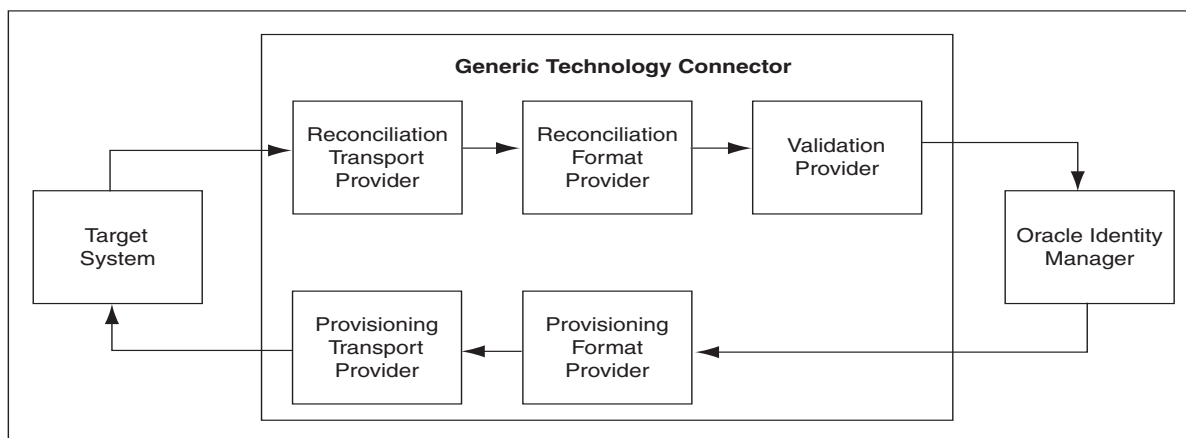 Generic Technology Connector
Reconciliation
Transport
Provider
Reconciliation
Format
Provider
Validation
Provider
Target
System
Oracle Identity
Manager
Provisioning
Transport
Provider
Provisioning
Format
Provider